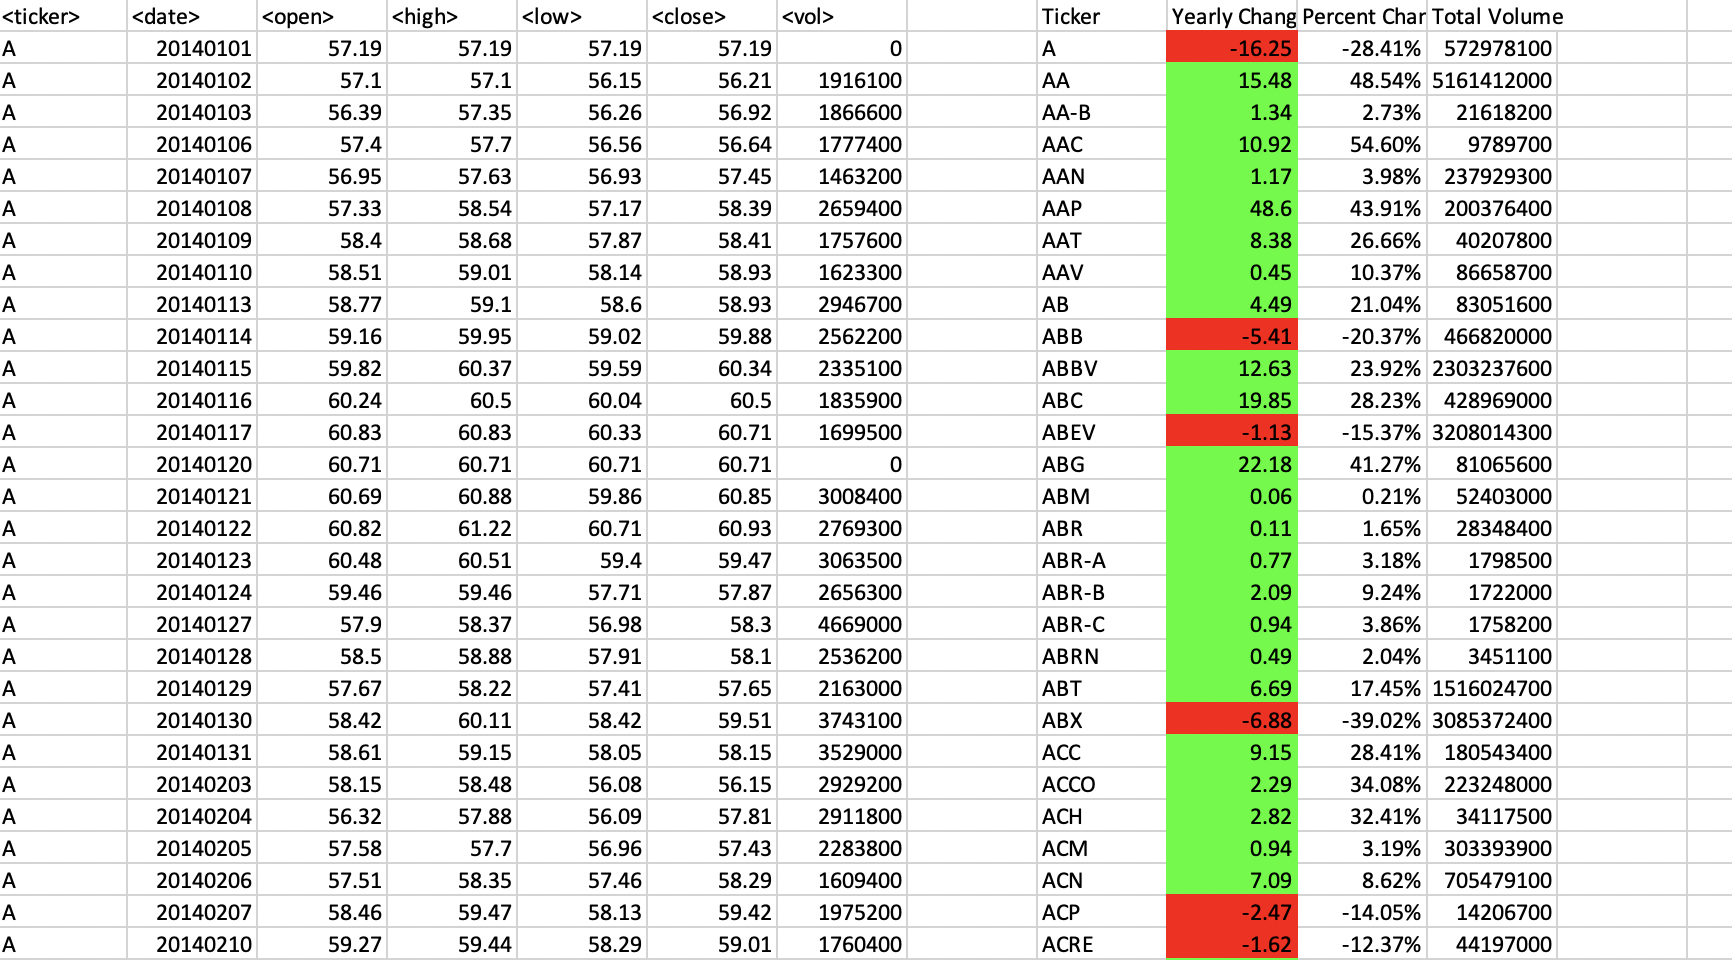 <ticker> <date> <open> <high> <low> <close> <vol> Ticker Yearly Chang Percent Char Total Volume
A 20140101 57.19 57.19 57.19 57.19 0 A -16.25 -28.41% 572978100
A 20140102 57.1 57.1 56.15 56.21 1916100 AA 15.48 48.54% 5161412000
A 20140103 56.39 57.35 56.26 56.92 1866600 AA-B 1.34 2.73% 21618200
A 20140106 57.4 57.7 56.56 56.64 1777400 AAC 10.92 54.60% 9789700
A 20140107 56.95 57.63 56.93 57.45 1463200 AAN 1.17 3.98% 237929300
A 20140108 57.33 58.54 57.17 58.39 2659400 AAP 48.6 43.91% 200376400
A 20140109 58.4 58.68 57.87 58.41 1757600 AAT 8.38 26.66% 40207800
A 20140110 58.51 59.01 58.14 58.93 1623300 AAV 0.45 10.37% 86658700
A 20140113 58.77 59.1 58.6 58.93 2946700 AB 4.49 21.04% 83051600
A 20140114 59.16 59.95 59.02 59.88 2562200 ABB -5.41 -20.37% 466820000
A 20140115 59.82 60.37 59.59 60.34 2335100 ABBV 12.63 23.92% 2303237600
A 20140116 60.24 60.5 60.04 60.5 1835900 ABC 19.85 28.23% 428969000
A 20140117 60.83 60.83 60.33 60.71 1699500 ABEV -1.13 -15.37% 3208014300
A 20140120 60.71 60.71 60.71 60.71 0 ABG 22.18 41.27% 81065600
A 20140121 60.69 60.88 59.86 60.85 3008400 ABM 0.06 0.21% 52403000
A 20140122 60.82 61.22 60.71 60.93 2769300 ABR 0.11 1.65% 28348400
A 20140123 60.48 60.51 59.4 59.47 3063500 ABR-A 0.77 3.18% 1798500
A 20140124 59.46 59.46 57.71 57.87 2656300 ABR-B 2.09 9.24% 1722000
A 20140127 57.9 58.37 56.98 58.3 4669000 ABR-C 0.94 3.86% 1758200
A 20140128 58.5 58.88 57.91 58.1 2536200 ABRN 0.49 2.04% 3451100
A 20140129 57.67 58.22 57.41 57.65 2163000 ABT 6.69 17.45% 1516024700
A 20140130 58.42 60.11 58.42 59.51 3743100 ABX -6.88 -39.02% 3085372400
A 20140131 58.61 59.15 58.05 58.15 3529000 ACC 9.15 28.41% 180543400
A 20140203 58.15 58.48 56.08 56.15 2929200 ACCO 2.29 34.08% 223248000
A 20140204 56.32 57.88 56.09 57.81 2911800 ACH 2.82 32.41% 34117500
A 20140205 57.58 57.7 56.96 57.43 2283800 ACM 0.94 3.19% 303393900
A 20140206 57.51 58.35 57.46 58.29 1609400 ACN 7.09 8.62% 705479100
A 20140207 58.46 59.47 58.13 59.42 1975200 ACP -2.47 -14.05% 14206700
A 20140210 59.27 59.44 58.29 59.01 1760400 ACRE -1.62 -12.37% 44197000